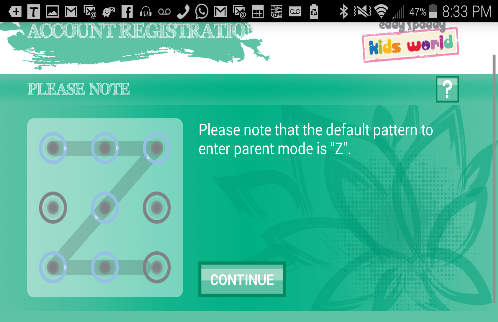 47% 8:33 PM
ACCOUNT REGISTRATIO
kids world
PLEASE NOTE
?
Please note that the default pattern to
enter parent mode is "Z".
CONTINUE